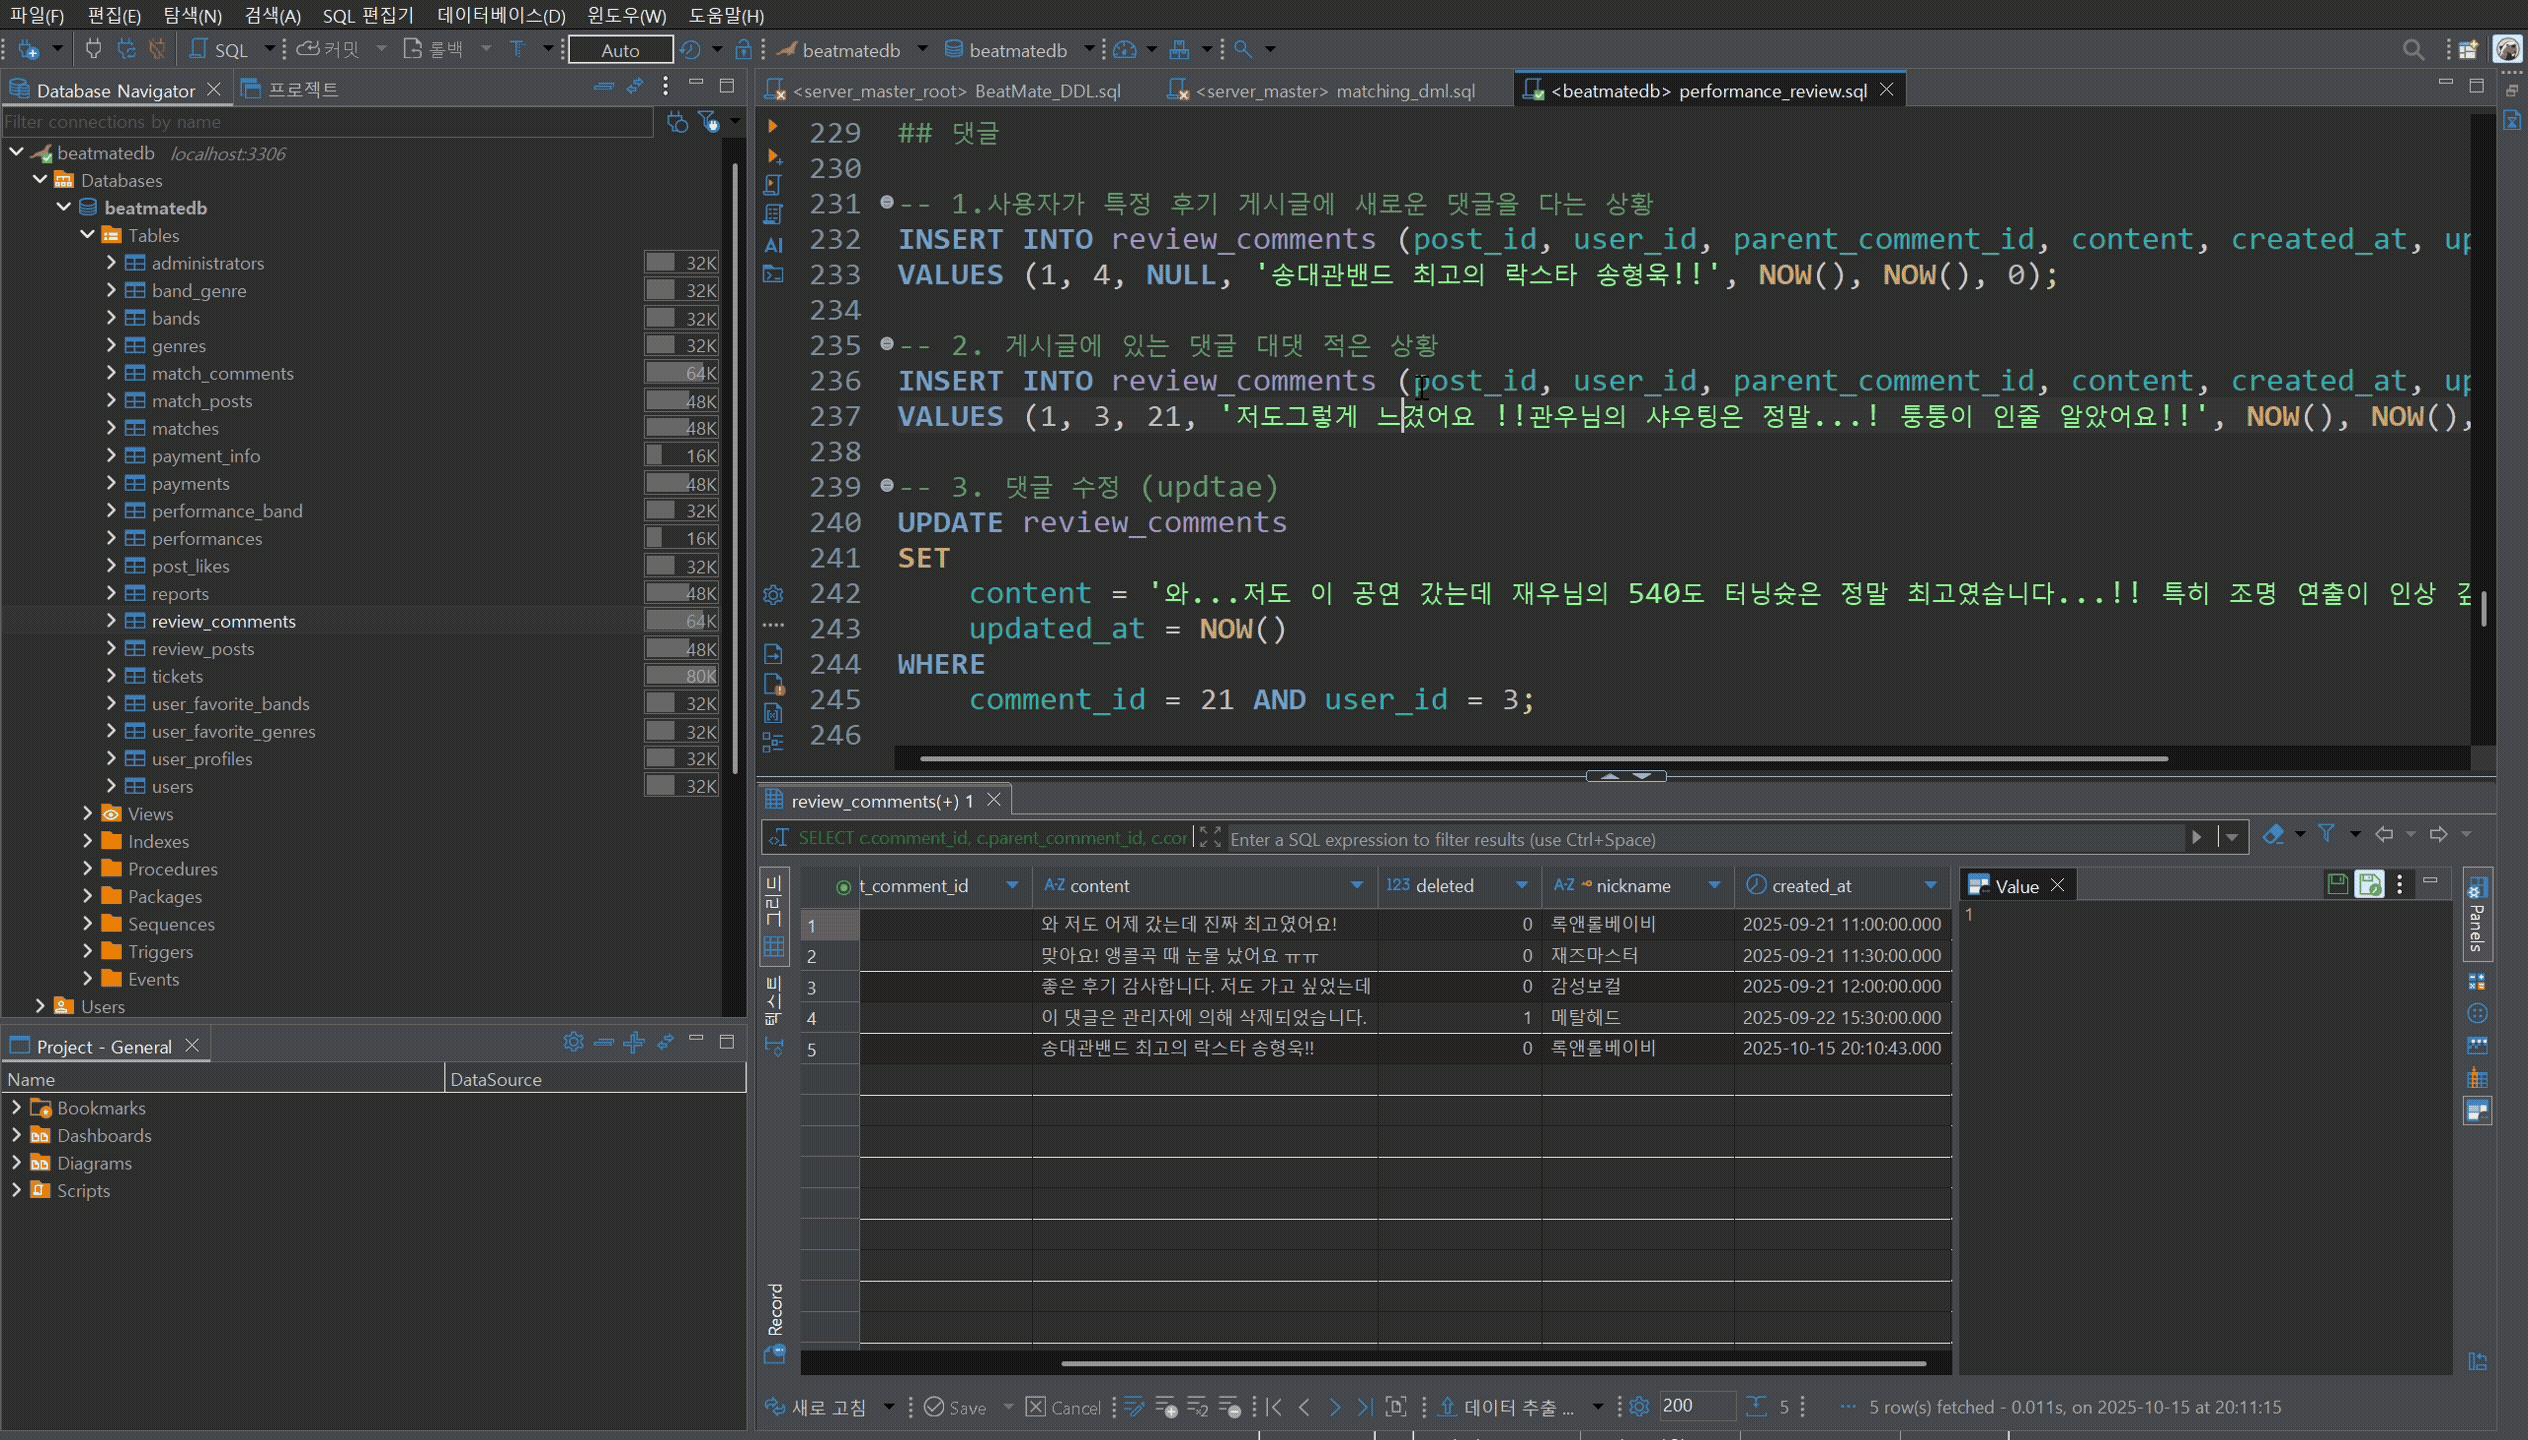 파일(F) 편집(E) 탐색(N) 검색(A) SQL 편집기 데이터베이스(D) 윈도우(W) 도움말(H)
SQL 커밋 롤백 T Auto beatmatedb beatmatedb
Database Navigator 프로젝트
Filter connections by name
beatmatedb localhost:3306
Databases
beatmatedb
Tables
administrators 32K
band_genre 32K
bands 32K
genres 32K
match_comments 64K
match_posts 48K
matches 48K
payment_info 16K
payments 48K
performance_band 32K
performances 16K
post_likes 32K
reports 48K
review_comments 64K
review_posts 48K
tickets 80K
user_favorite_bands 32K
user_favorite_genres 32K
user_profiles 32K
users 32K
Views
Indexes
Procedures
Packages
Sequences
Triggers
Events
Users
Project - General
Name DataSource
Bookmarks
Dashboards
Diagrams
Scripts
<server_master_root> BeatMate_DDL.sql <server_master> matching_dml.sql <beatmatedb> performance_review.sql
AI
229 ## 댓글
230
231 -- 1.사용자가 특정 후기 게시글에 새로운 댓글을 다는 상황
232 INSERT INTO review_comments (post_id, user_id, parent_comment_id, content, created_at, up
233 VALUES (1, 4, NULL, '송대관밴드 최고의 락스타 송형욱!!', NOW(), NOW(), 0);
234
235 -- 2. 게시글에 있는 댓글 대댓 적은 상황
236 INSERT INTO review_comments (post_id, user_id, parent_comment_id, content, created_at, up
237 VALUES (1, 3, 21, '저도그렇게 느꼈어요 !!관우님의 샤우팅은 정말...! 퉁퉁이 인줄 알았어요!!', NOW(), NOW(),
238
239 -- 3. 댓글 수정 (updtae)
240 UPDATE review_comments
241 SET
242 content = '와...저도 이 공연 갔는데 재우님의 540도 터닝슛은 정말 최고였습니다...!! 특히 조명 연출이 인상 깊
243 updated_at = NOW()
244 WHERE
245 comment_id = 21 AND user_id = 3;
246
review_comments(+) 1
SELECT c.comment_id, c.parent_comment_id, c.cor Enter a SQL expression to filter results (use Ctrl+Space)
그리드
텍스트
Record
t_comment_id A-Z content 123 deleted A-Z nickname created_at
1 와 저도 어제 갔는데 진짜 최고였어요! 0 록앤롤베이비 2025-09-21 11:00:00.000
2 맞아요! 앵콜곡 때 눈물 났어요 ㅠㅠ 0 재즈마스터 2025-09-21 11:30:00.000
3 좋은 후기 감사합니다. 저도 가고 싶었는데 0 감성보컬 2025-09-21 12:00:00.000
4 이 댓글은 관리자에 의해 삭제되었습니다. 1 메탈헤드 2025-09-22 15:30:00.000
5 송대관밴드 최고의 락스타 송형욱!! 0 록앤롤베이비 2025-10-15 20:10:43.000
Value
1
Panels
새로 고침 Save Cancel 데이터 추출 ... 200 5 ... 5 row(s) fetched - 0.011s, on 2025-10-15 at 20:11:15